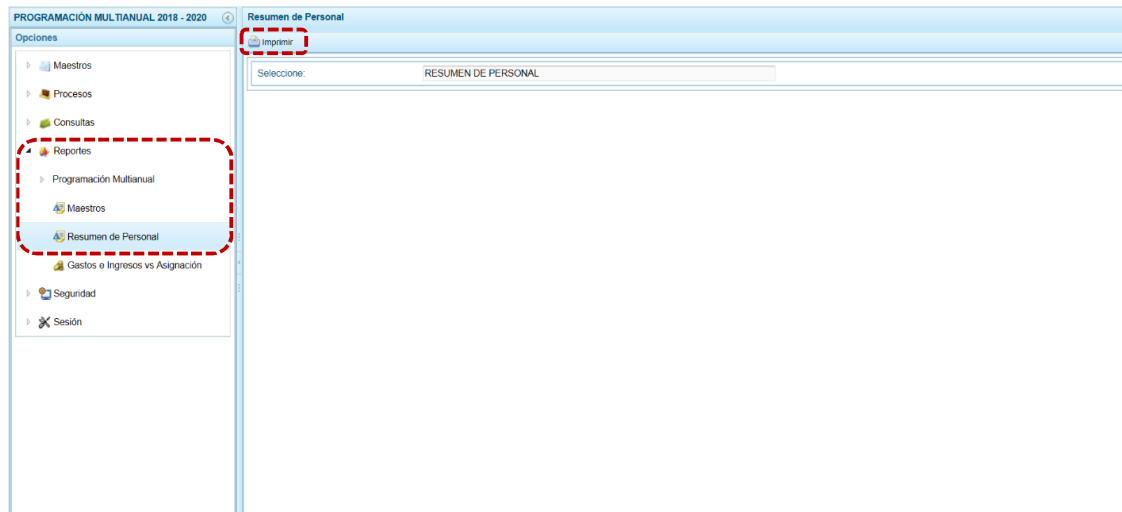 PROGRAMACIÓN MULTIANUAL 2018 - 2020
Opciones
Maestros
Procesos
Consultas
Reportes
Programación Multianual
Maestros
Resumen de Personal
Gastos e Ingresos vs Asignación
Seguridad
Sesión
Resumen de Personal
Imprimir
Seleccione: RESUMEN DE PERSONAL